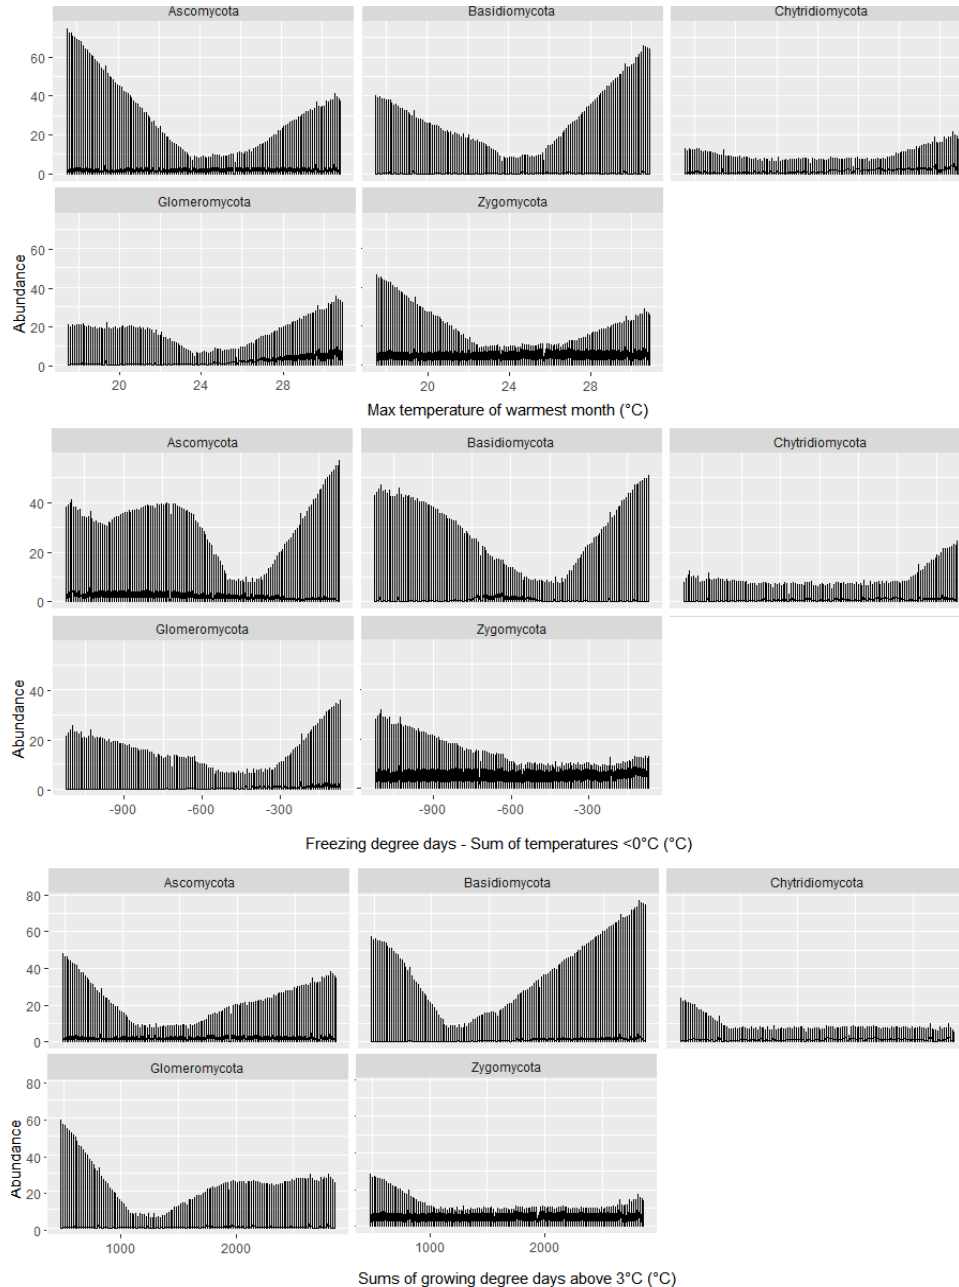 Ascomycota Basidiomycota Chytridiomycota
60
40
20
0
Glomeromycota Zygomycota
Abundance
60
40
20
0
20 24 28 20 24 28
Max temperature of warmest month (°C)
Ascomycota Basidiomycota Chytridiomycota
40
20
0
Glomeromycota Zygomycota
Abundance
40
20
0
-900 -600 -300 -900 -600 -300
Freezing degree days - Sum of temperatures <0°C (°C)
Ascomycota Basidiomycota Chytridiomycota
80
60
40
20
0
Glomeromycota Zygomycota
Abundance
80
60
40
20
0
1000 2000 1000 2000
Sums of growing degree days above 3°C (°C)